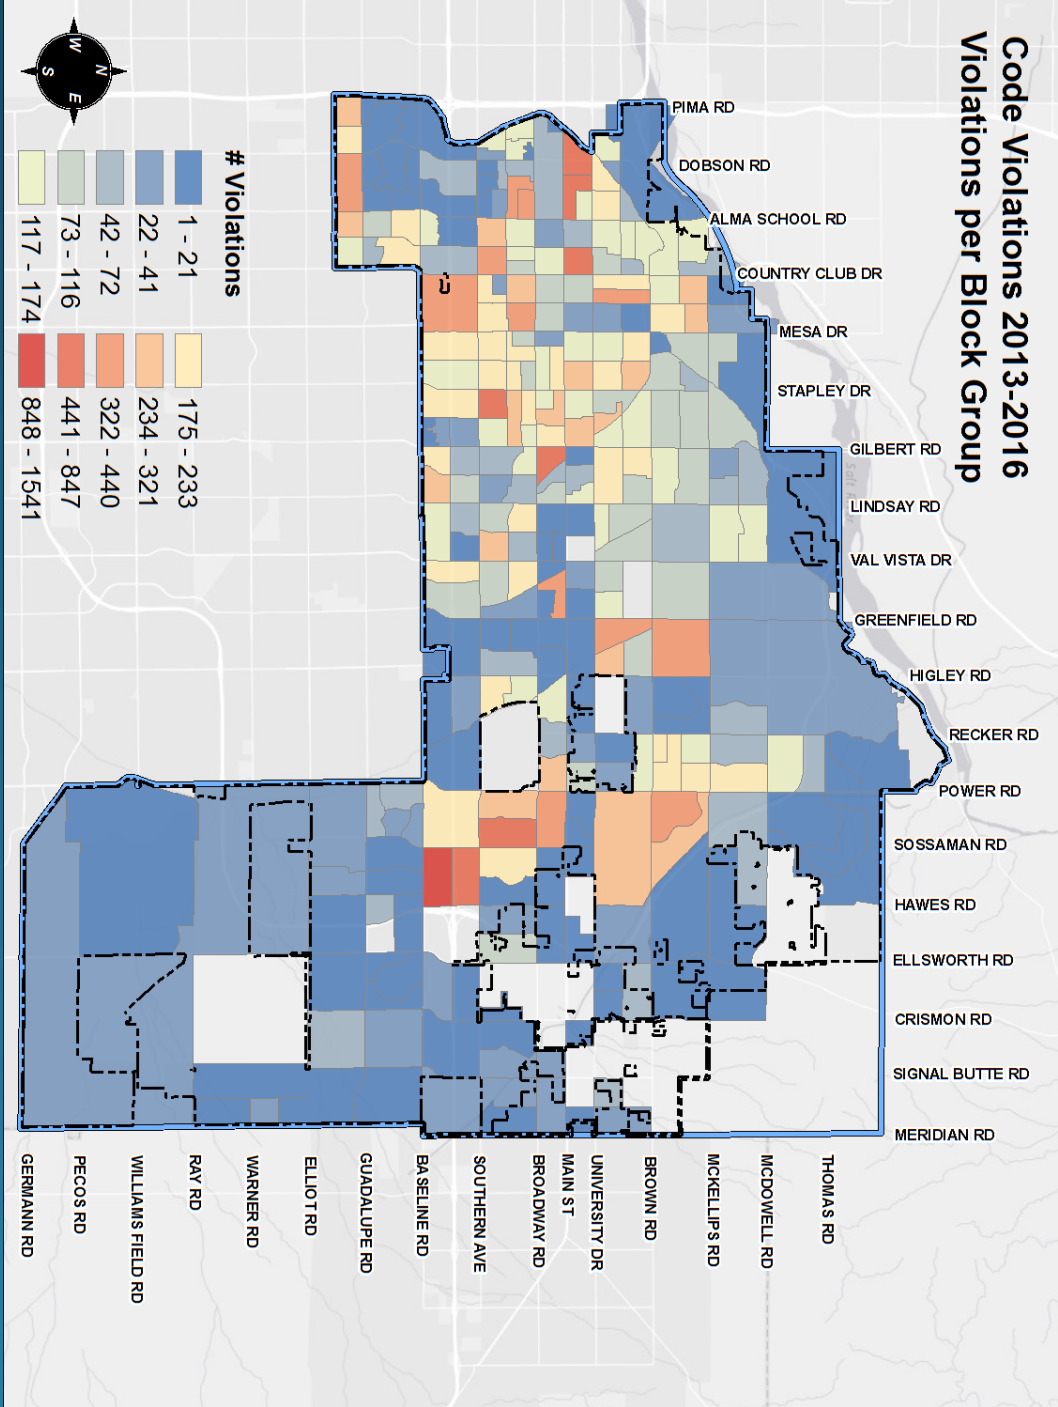 Code Violations 2013-2016
Violations per Block Group
N
W
E
S
# Violations
1 - 21
22 - 41
42 - 72
73 - 116
117 - 174
175 - 233
234 - 321
322 - 440
441 - 847
848 - 1541
PIMA RD
DOBSON RD
ALMA SCHOOL RD
COUNTRY CLUB DR
MESA DR
STAPLEY DR
GILBERT RD
LINDSAY RD
VAL VISTA DR
GREENFIELD RD
HIGLEY RD
RECKER RD
POWER RD
SOSSAMAN RD
HAWES RD
ELLSWORTH RD
CRISMON RD
SIGNAL BUTTE RD
MERIDIAN RD
THOMAS RD
MCDOWELL RD
MCKELLIPS RD
BROWN RD
UNIVERSITY DR
MAIN ST
BROADWAY RD
SOUTHERN AVE
BASELINE RD
GUADALUPE RD
ELLIOT RD
WARNER RD
RAY RD
WILLIAMS FIELD RD
PECOS RD
GERMANN RD